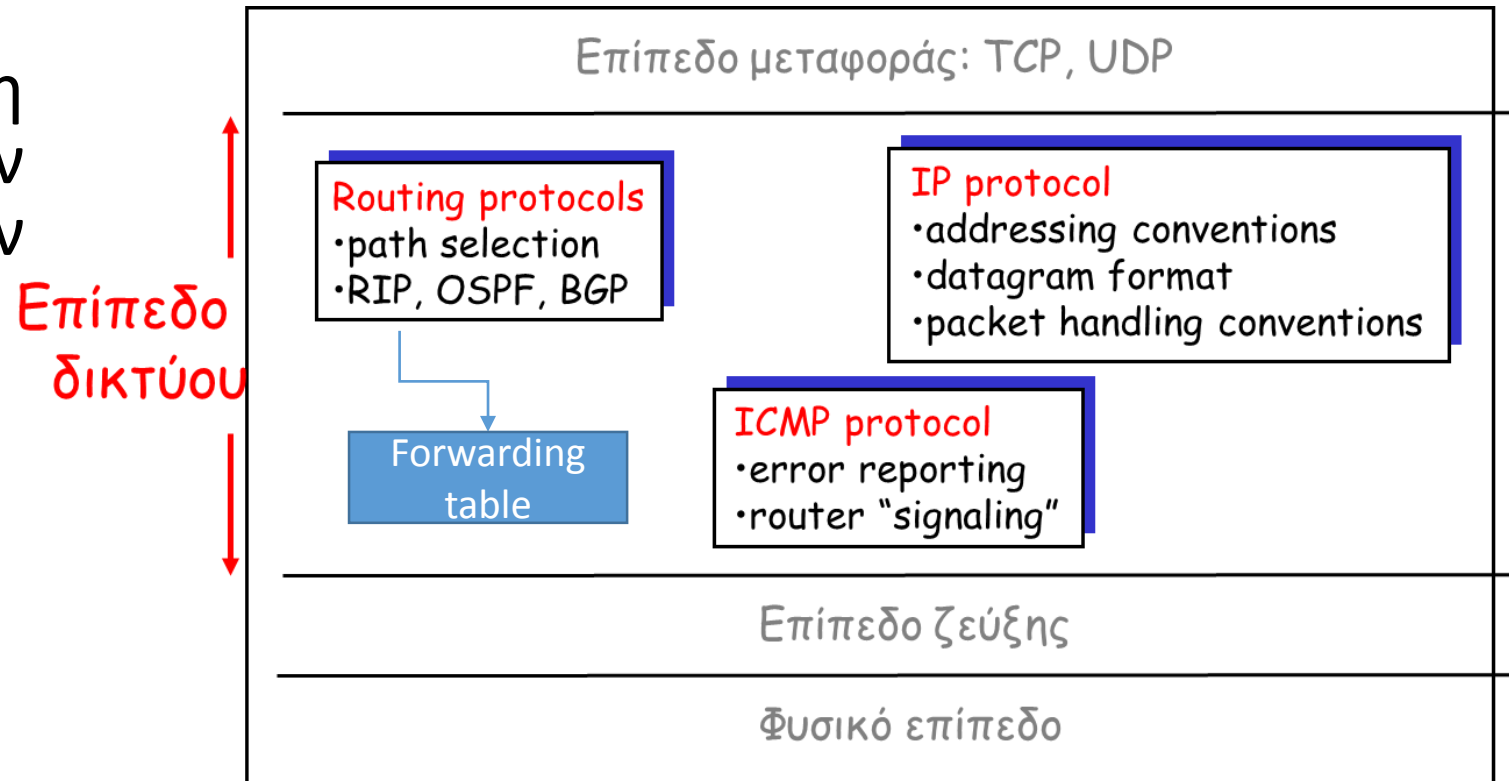 Επίπεδο μεταφοράς: TCP, UDP
Επίπεδο
δικτύου
Routing protocols
•path selection
•RIP, OSPF, BGP
Forwarding
table
IP protocol
•addressing conventions
•datagram format
•packet handling conventions
ICMP protocol
•error reporting
•router “signaling”
Επίπεδο ζεύξης
Φυσικό επίπεδο